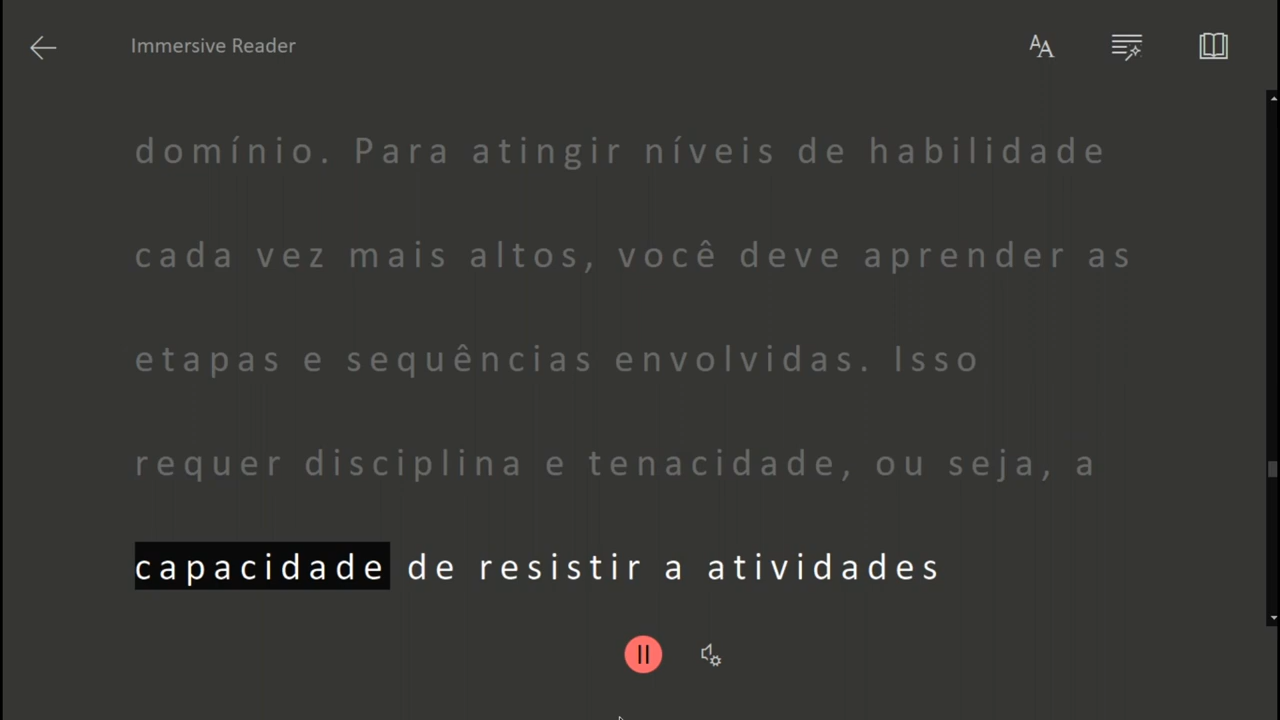 Immersive Reader
domínio. Para atingir níveis de habilidade
cada vez mais altos, você deve aprender as
etapas e sequências envolvidas. Isso
requer disciplina e tenacidade, ou seja, a
capacidade de resistir a atividades